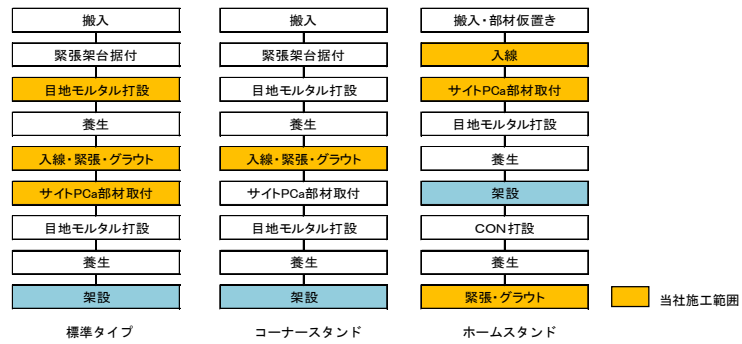 搬入
緊張架台据付
目地モルタル打設
養生
入線・緊張・グラウト
サイトPCa部材取付
目地モルタル打設
養生
架設
標準タイプ
搬入
緊張架台据付
目地モルタル打設
養生
入線・緊張・グラウト
サイトPCa部材取付
目地モルタル打設
養生
架設
コーナースタンド
搬入・部材仮置き
入線
サイトPCa部材取付
目地モルタル打設
養生
架設
CON打設
養生
緊張・グラウト
ホームスタンド
当社施工範囲